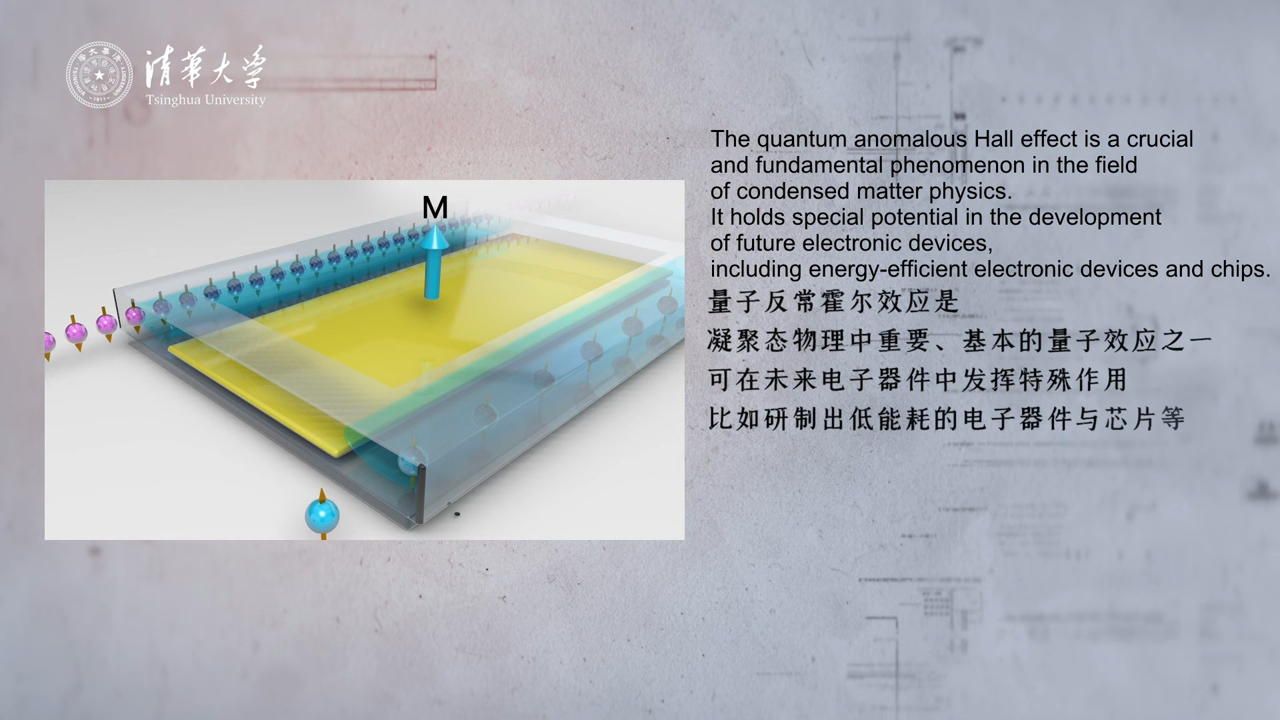 清華大学
Tsinghua University
M
The quantum anomalous Hall effect is a crucial
and fundamental phenomenon in the field
of condensed matter physics.
It holds special potential in the development
of future electronic devices,
including energy-efficient electronic devices and chips.
量子反常霍尔效应是
凝聚态物理中重要、基本的量子效应之一
可在未来电子器件中发挥特殊作用
比如研制出低能耗的电子器件与芯片等